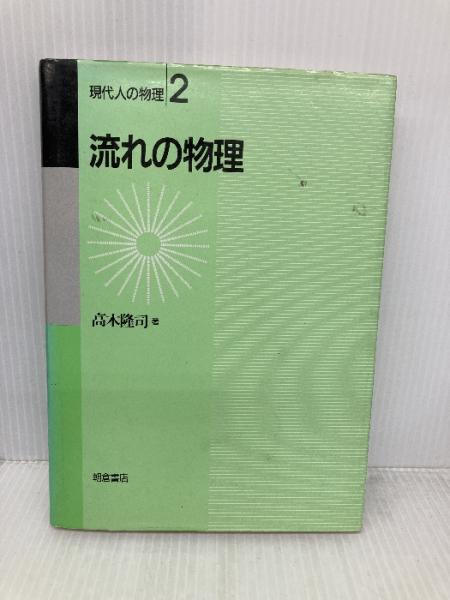 現代人の物理 2
流れの物理
高木隆司 著
朝倉書店